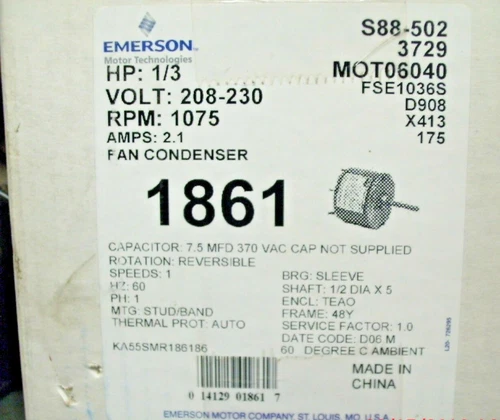 S88-502
EMERSON
3729
Motor Technologies
MOT06040
HP: 1/3
FSE1036S
VOLT: 208-230
D908
RPM: 1075
X413
AMPS: 2.1
175
FAN CONDENSER
1861
CAPACITOR: 7.5 MFD 370 VAC CAP NOT SUPPLIED
ROTATION: REVERSIBLE
SPEEDS: 1
BRG: SLEEVE
HZ: 60
SHAFT: 1/2 DIA X 5
PH: 1
ENCL: TEAO
MTG: STUD/BAND
FRAME: 48Y
THERMAL PROT: AUTO
SERVICE FACTOR: 1.0
DATE CODE: D06 M
KA55SMR186186
60 DEGREE C AMBIENT
MADE IN
CHINA
0 14129 01861 7
EMERSON MOTOR COMPANY ST. LOUIS, MO. U.S.A.